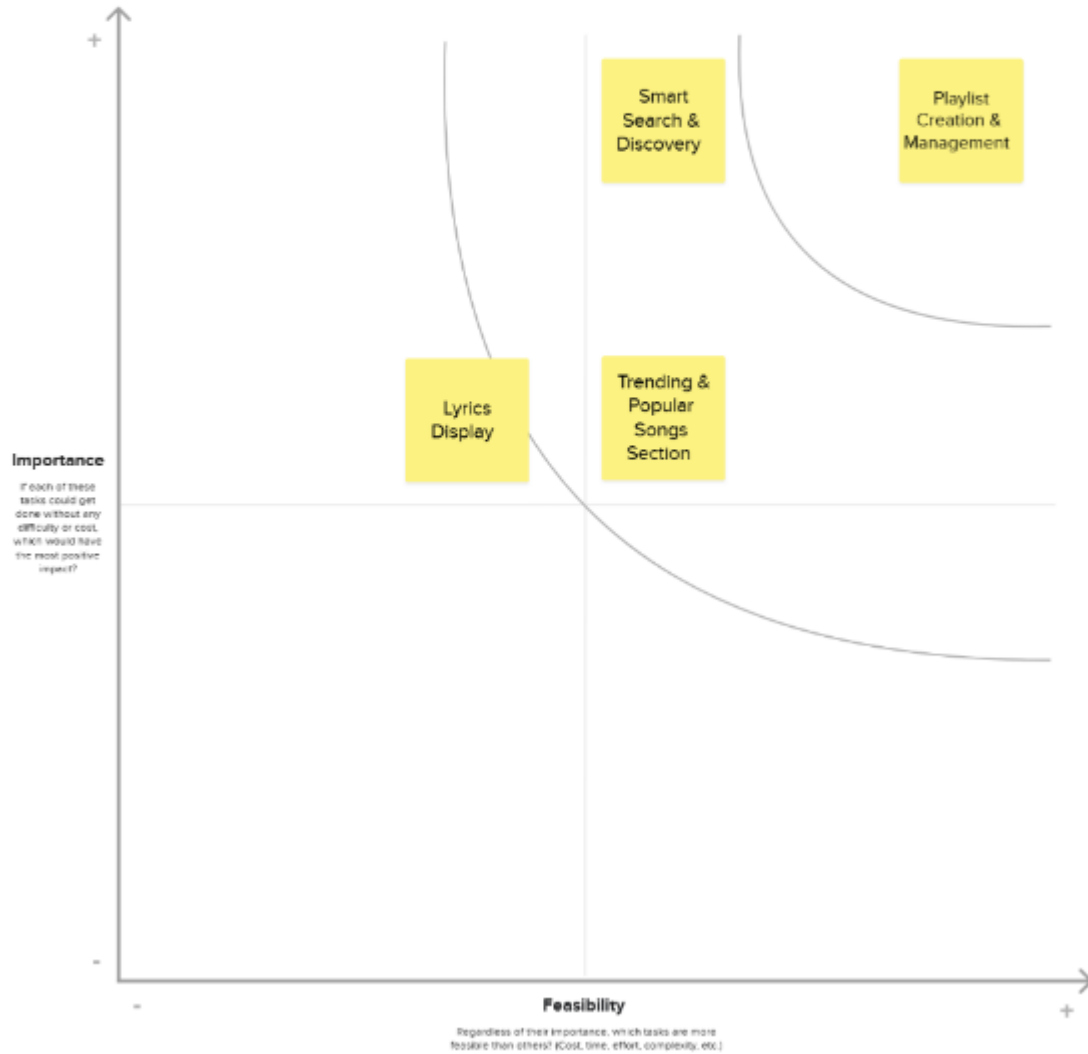 +
Smart
Search &
Discovery
Playlist
Creation &
Management
Lyrics
Display
Trending &
Popular
Songs
Section
Importance
If each of these
tasks could get
done without any
difficulty or cost,
which would have
the most positive
impact?
-
-
Feasibility
+
Regardless of their importance, which tasks are more
feasible than others? (Cost, time, effort, complexity, etc.)